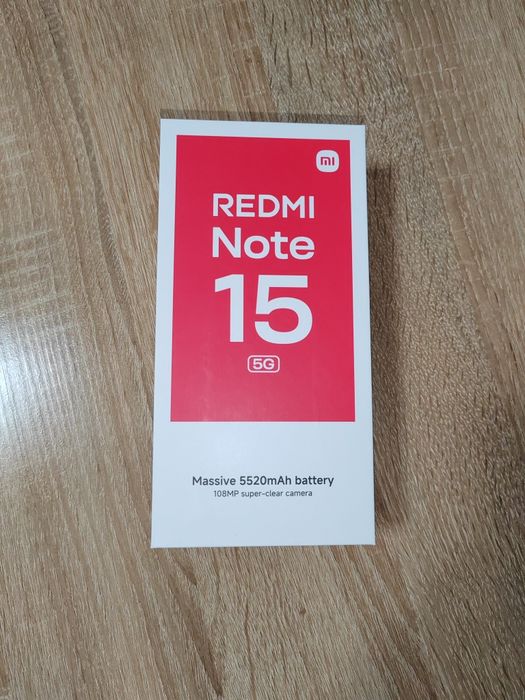 mi
REDMI
Note
15
5G
Massive 5520mAh battery
108MP super-clear camera